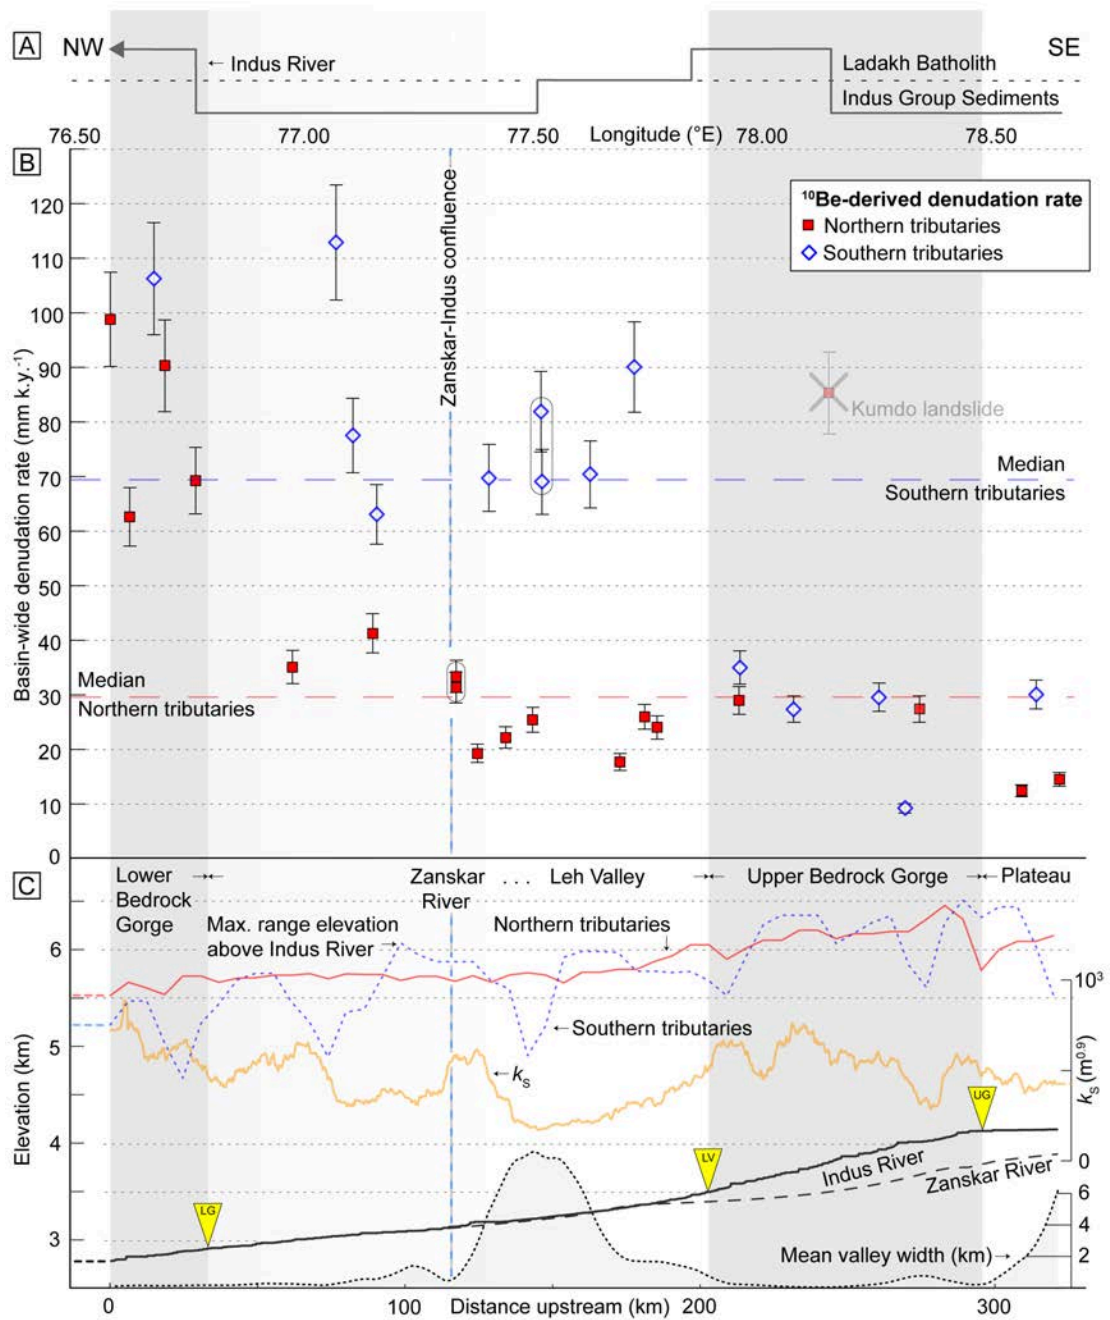 A
NW
SE
Indus River
Ladakh Batholith
Indus Group Sediments
76.50
77.00
77.50
Longitude (°E)
78.00
78.50
B
Zanskar-Indus confluence
¹⁰Be-derived denudation rate
Northern tributaries
Southern tributaries
Basin-wide denudation rate (mm k.y.⁻¹)
120
110
100
90
80
70
60
50
40
30
20
10
0
Kumdo landslide
Median
Southern tributaries
Median
Northern tributaries
C
Lower
Bedrock
Gorge
Zanskar
River
. . .
Leh Valley
Upper Bedrock Gorge
Plateau
Max. range elevation
above Indus River
Northern tributaries
Southern tributaries
kₛ
Elevation (km)
6
5
4
3
10³
kₛ (m⁰·⁹)
0
6
4
2
LG
LV
UG
Indus River
Zanskar River
Mean valley width (km)
0
100
Distance upstream (km)
200
300